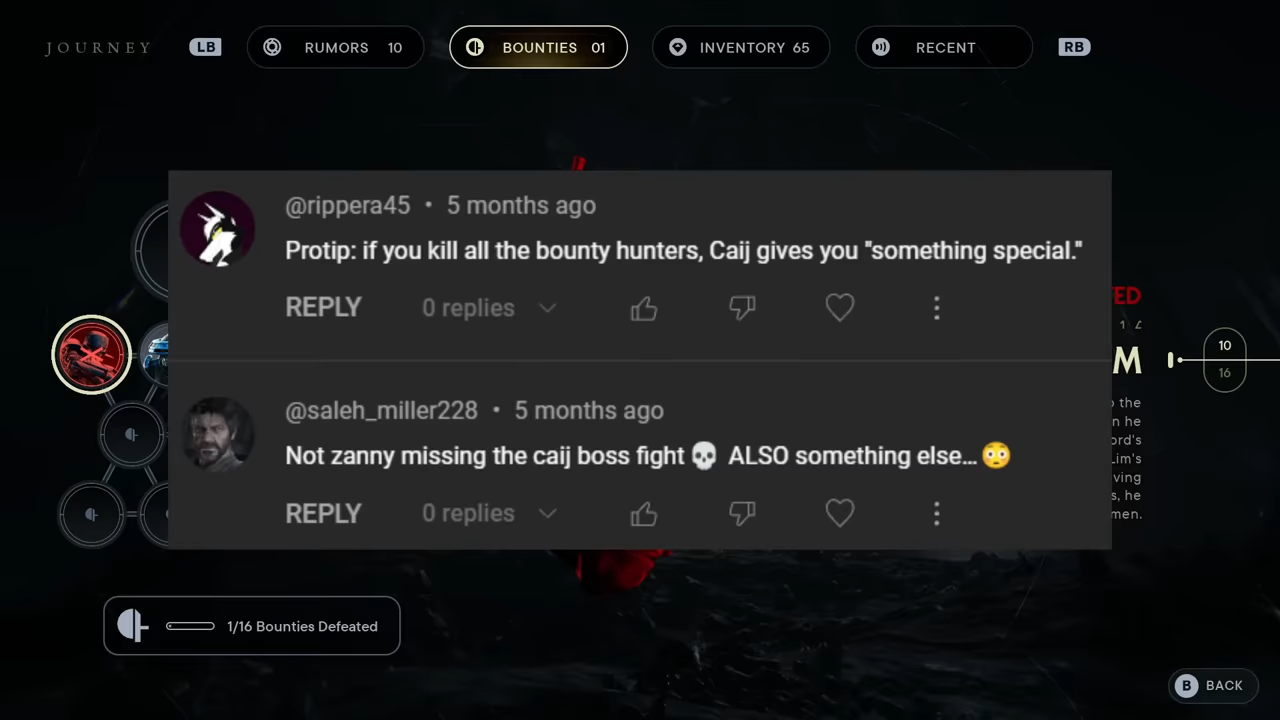 JOURNEY
LB
RUMORS 10
BOUNTIES 01
INVENTORY 65
RECENT
RB
@rippera45 • 5 months ago
Protip: if you kill all the bounty hunters, Caij gives you "something special."
REPLY
0 replies
@saleh_miller228 • 5 months ago
Not zanny missing the caij boss fight💀 ALSO something else...😳
REPLY
0 replies
TED
M
10
16
the
n he
ord's
Lim's
ving
s, he
men.
1/16 Bounties Defeated
B BACK